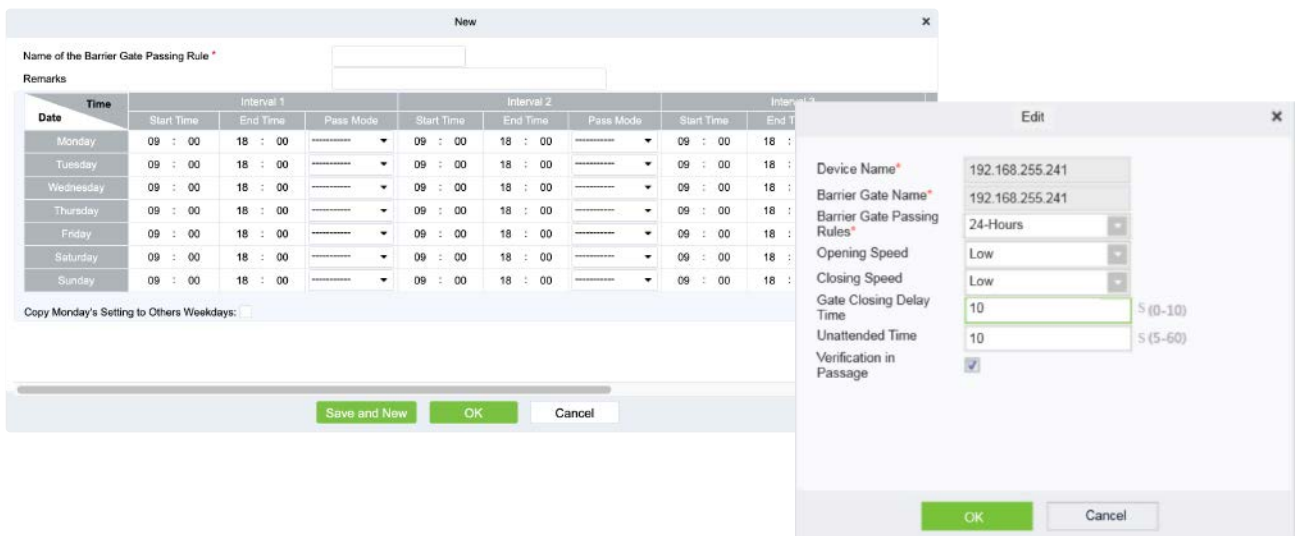 New
Name of the Barrier Gate Passing Rule *
Remarks
Time Interval 1 Interval 2
Date Start Time End Time Pass Mode Start Time End Time Pass Mode Start Time
Monday 09 : 00 18 : 00 ----------- 09 : 00 18 : 00 ----------- 09 : 00 18 :
Tuesday 09 : 00 18 : 00 ----------- 09 : 00 18 : 00 ----------- 09 : 00 18 :
Wednesday 09 : 00 18 : 00 ----------- 09 : 00 18 : 00 ----------- 09 : 00 18 :
Thursday 09 : 00 18 : 00 ----------- 09 : 00 18 : 00 ----------- 09 : 00 18 :
Friday 09 : 00 18 : 00 ----------- 09 : 00 18 : 00 ----------- 09 : 00 18 :
Saturday 09 : 00 18 : 00 ----------- 09 : 00 18 : 00 ----------- 09 : 00 18 :
Sunday 09 : 00 18 : 00 ----------- 09 : 00 18 : 00 ----------- 09 : 00 18 :
Copy Monday's Setting to Others Weekdays:
Save and New OK Cancel
Edit
Device Name* 192.168.255.241
Barrier Gate Name* 192.168.255.241
Barrier Gate Passing
Rules* 24-Hours
Opening Speed Low
Closing Speed Low
Gate Closing Delay
Time 10 S (0-10)
Unattended Time 10 S (5-60)
Verification in
Passage
OK Cancel